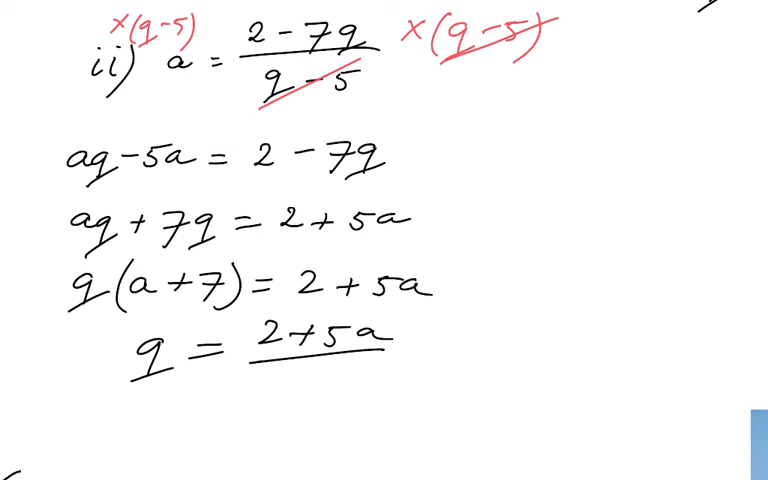 ×(q-5)
ii) a = 2-7q / q-5 ×(q-5)
aq-5a = 2-7q
aq+7q = 2+5a
q(a+7) = 2+5a
q = 2+5a